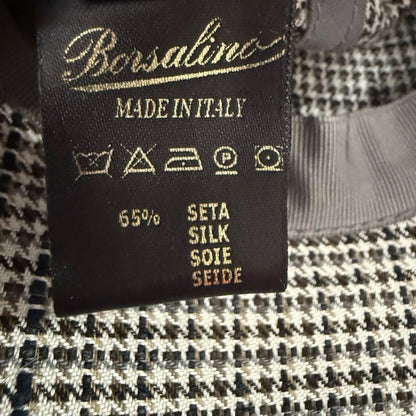 Borsalino
MADE IN ITALY
P
65% SETA
SILK
SOIE
SEIDE